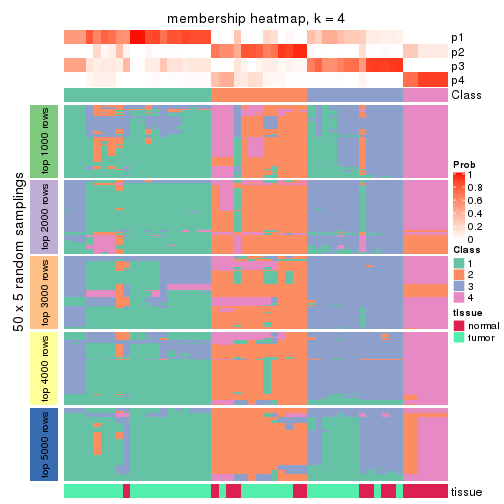 membership heatmap, k = 4
p1
p2
p3
p4
Class
50 x 5 random samplings
top 1000 rows
top 2000 rows
top 3000 rows
top 4000 rows
top 5000 rows
tissue
Prob
1
0.8
0.6
0.4
0.2
0
Class
1
2
3
4
tissue
normal
tumor